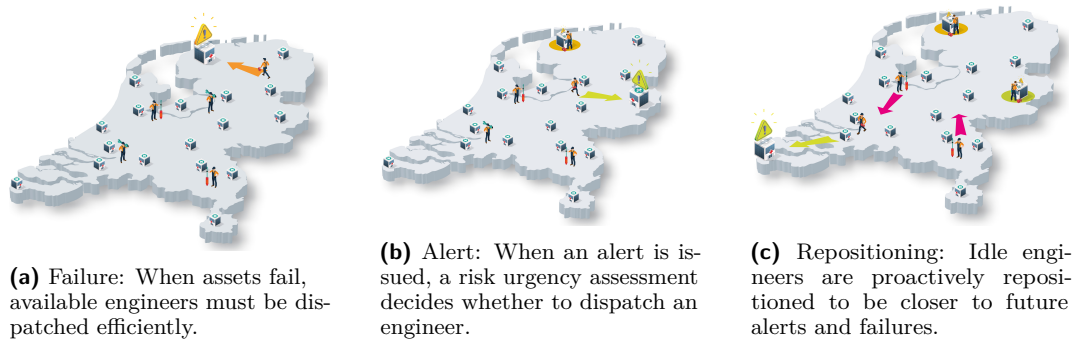 (a) Failure: When assets fail,
available engineers must be dis-
patched efficiently.
(b) Alert: When an alert is is-
sued, a risk urgency assessment
decides whether to dispatch an
engineer.
(c) Repositioning: Idle engi-
neers are proactively reposi-
tioned to be closer to future
alerts and failures.